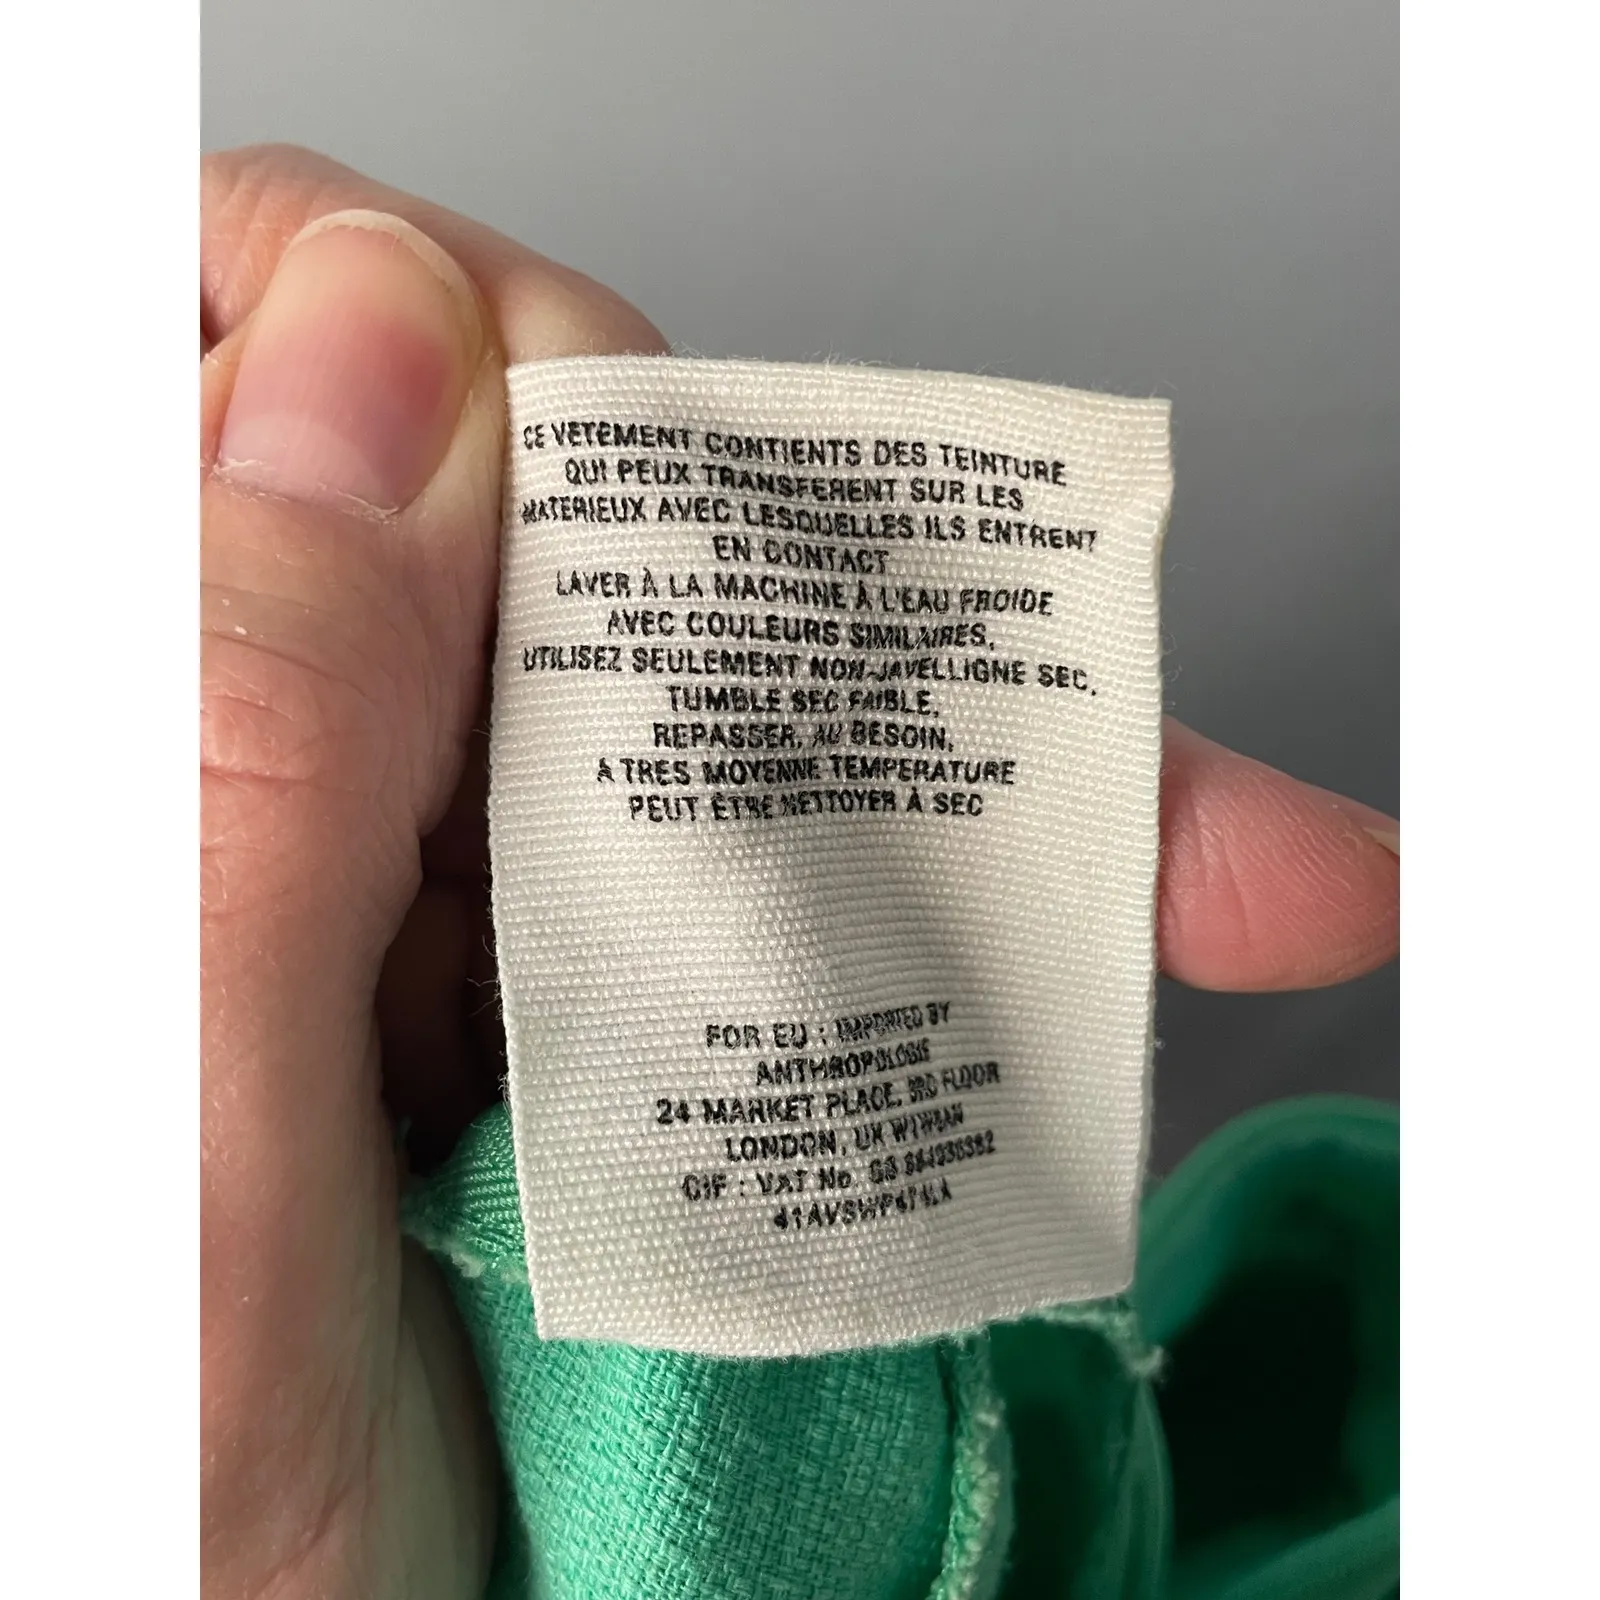 CE VETEMENT CONTIENTS DES TEINTURE
QUI PEUX TRANSFERENT SUR LES
MATERIEUX AVEC LESQUELLES ILS ENTRENT
EN CONTACT
LAVER À LA MACHINE À L'EAU FROIDE
AVEC COULEURS SIMILAIRES,
UTILISEZ SEULEMENT NON-JAVELLIGNE SEC,
TUMBLE SEC FAIBLE,
REPASSER, AU BESOIN,
A TRES MOYENNE TEMPERATURE
PEUT ÊTRE NETTOYER À SEC
FOR EU : IMPORTED BY
ANTHROPOLOGIE
24 MARKET PLACE, 3RD FLOOR
LONDON, UK
CIF : VAT No. GB